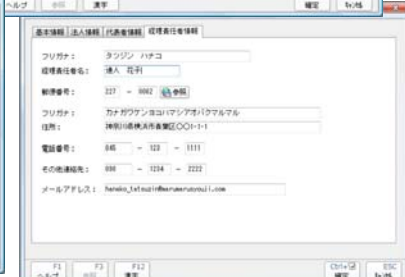 ヘルプ 参照 漢字 確定 キャンセル
基本情報 法人情報 代表者情報 経理責任者情報
フリガナ: タツジン ハナコ
経理責任者名: 達人 花子
郵便番号: 227 - 0062 参照
フリガナ: カナガワケンヨコハマシアオバクマルマル
住所: 神奈川県横浜市青葉区〇〇1-1-1
電話番号: 045 - 123 - 1111
その他連絡先: 090 - 1234 - 2222
メールアドレス: hanako_tatsuzin@marumarusyouji.com
F1 F3 F12 Ctrl+ ESC
ヘルプ 参照 漢字 確定 キャンセル